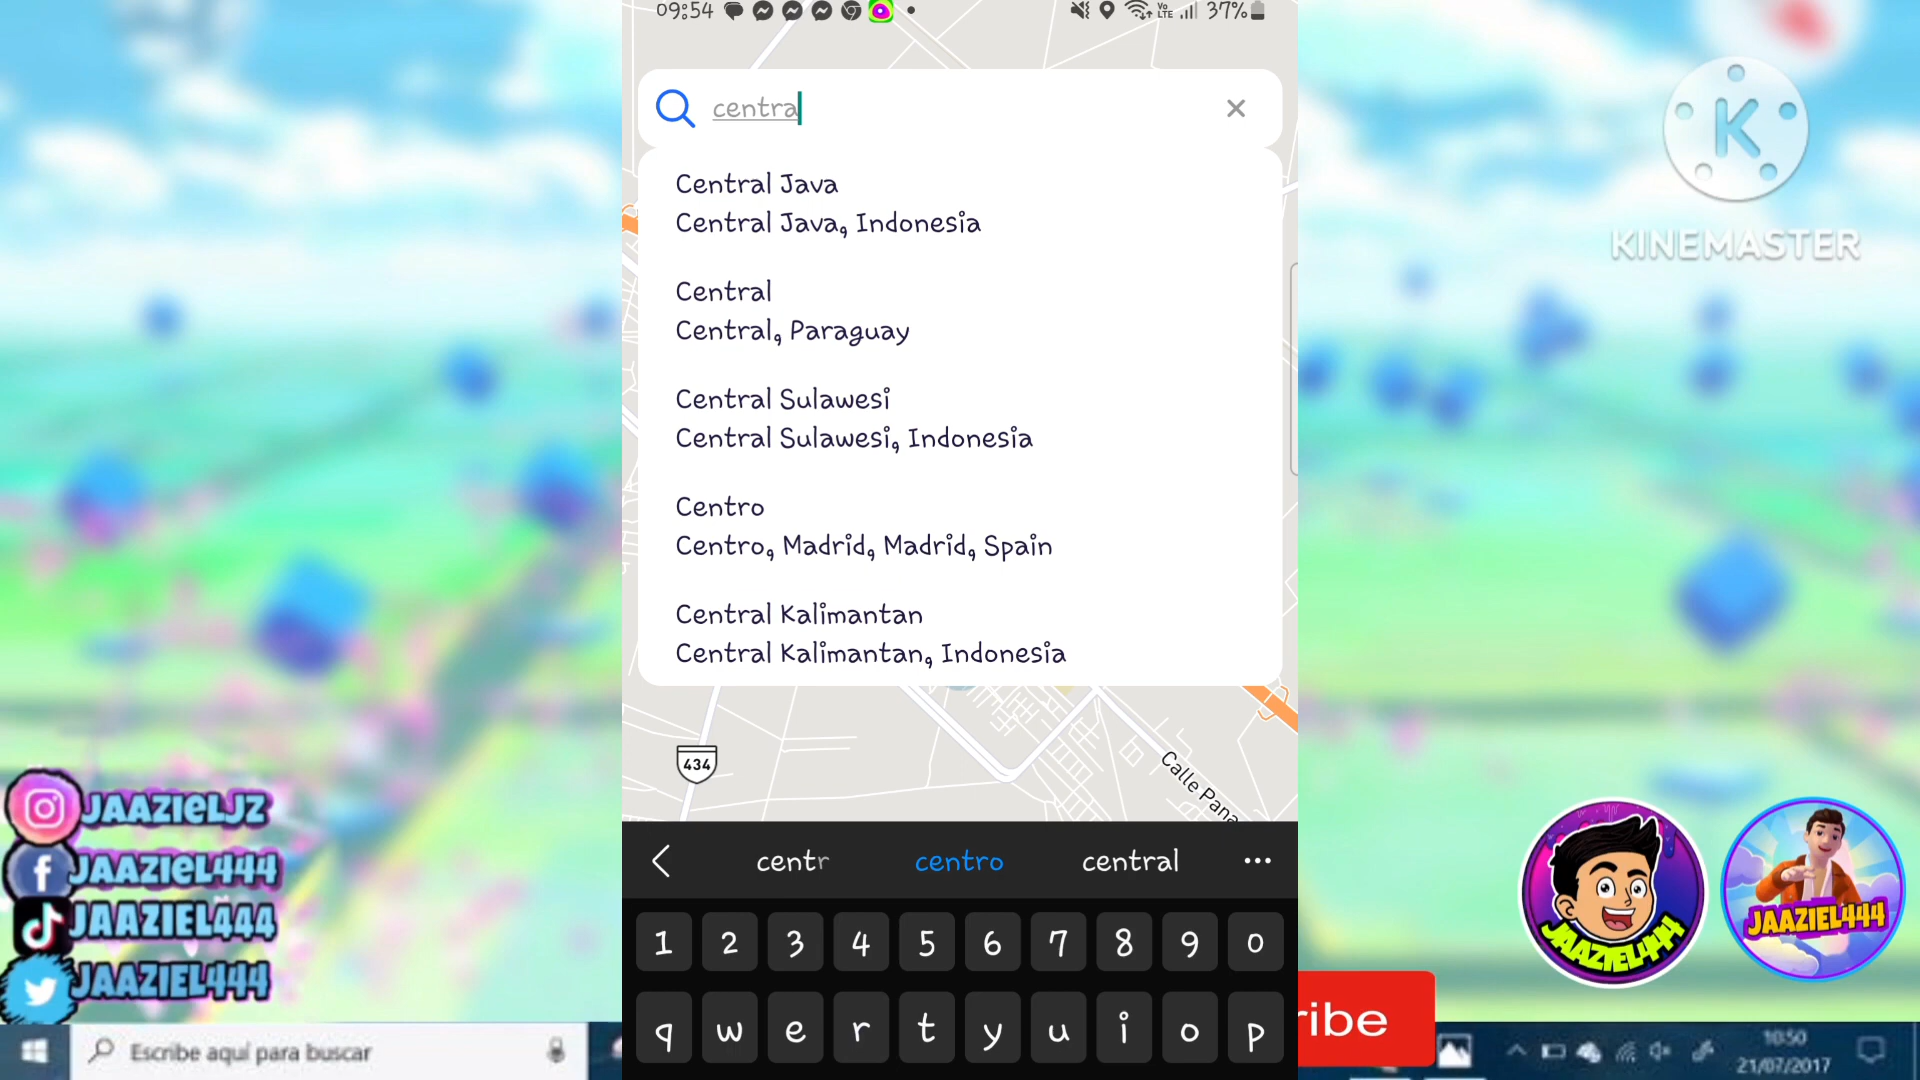 09:54
Vo
LTE
37%
centra
Central Java
Central Java, Indonesia
Central
Central, Paraguay
Central Sulawesi
Central Sulawesi, Indonesia
Centro
Centro, Madrid, Madrid, Spain
Central Kalimantan
Central Kalimantan, Indonesia
434
Calle Pana
centr
centro
central
1 2 3 4 5 6 7 8 9 0
q w e r t y u i o p
K
KINEMASTER
JAAZIELJZ
JAAZIEL444
JAAZIEL444
JAAZIEL444
JAAZIEL444
JAAZIEL444
ribe
Escribe aquí para buscar
10:50
21/07/2017